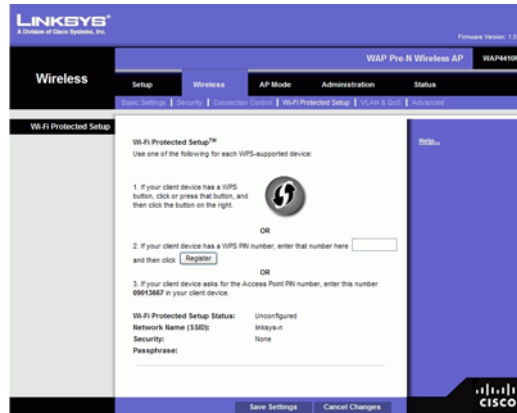 LINKSYS®
A Division of Cisco Systems, Inc.
Firmware Version: 1.0
WAP Pre-N Wireless AP
WAP4410N
Wireless
Setup
Wireless
AP Mode
Administration
Status
Basic Settings | Security | Connection Control | Wi-Fi Protected Setup | VLAN & QoS | Advanced
Wi-Fi Protected Setup
Wi-Fi Protected Setup™
Help...
Use one of the following for each WPS-supported device:
1. If your client device has a WPS
button, click or press that button, and
then click the button on the right.
OR
2. If your client device has a WPS PIN number, enter that number here
and then click Register
OR
3. If your client device asks for the Access Point PIN number, enter this number
09013667 in your client device.
Wi-Fi Protected Setup Status: Unconfigured
Network Name (SSID): linksys-n
Security: None
Passphrase:
Save Settings
Cancel Changes
CISCO